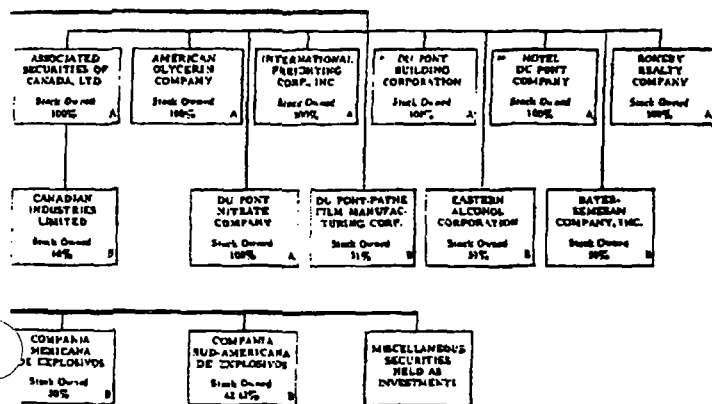 ASSOCIATED
SECURITIES OF
CANADA, LTD
Stock Owned
100% A
AMERICAN
GLYCERIN
COMPANY
Stock Owned
100% A
INTERNATIONAL
FREIGHTING
CORP., INC
Stock Owned
100% A
DU PONT
BUILDING
CORPORATION
Stock Owned
100% A
HOTEL
DU PONT
COMPANY
Stock Owned
100% A
REALTY
COMPANY
Stock Owned
100% A
CANADIAN
INDUSTRIES
LIMITED
Stock Owned
B
DU PONT
NITRATE
COMPANY
Stock Owned
100% A
DU PONT-PATHE
FILM MANUFAC-
TURING CORP.
Stock Owned
51% B
EASTERN
ALCOHOL
CORPORATION
Stock Owned
B
BAYER-
SEMESAN
COMPANY, INC.
Stock Owned
50% B
COMPANIA
MEXICANA
DE EXPLOSIVOS
Stock Owned
B
COMPANIA
SUD-AMERICANA
DE EXPLOSIVOS
Stock Owned
B
MISCELLANEOUS
SECURITIES
HELD AS
INVESTMENTS